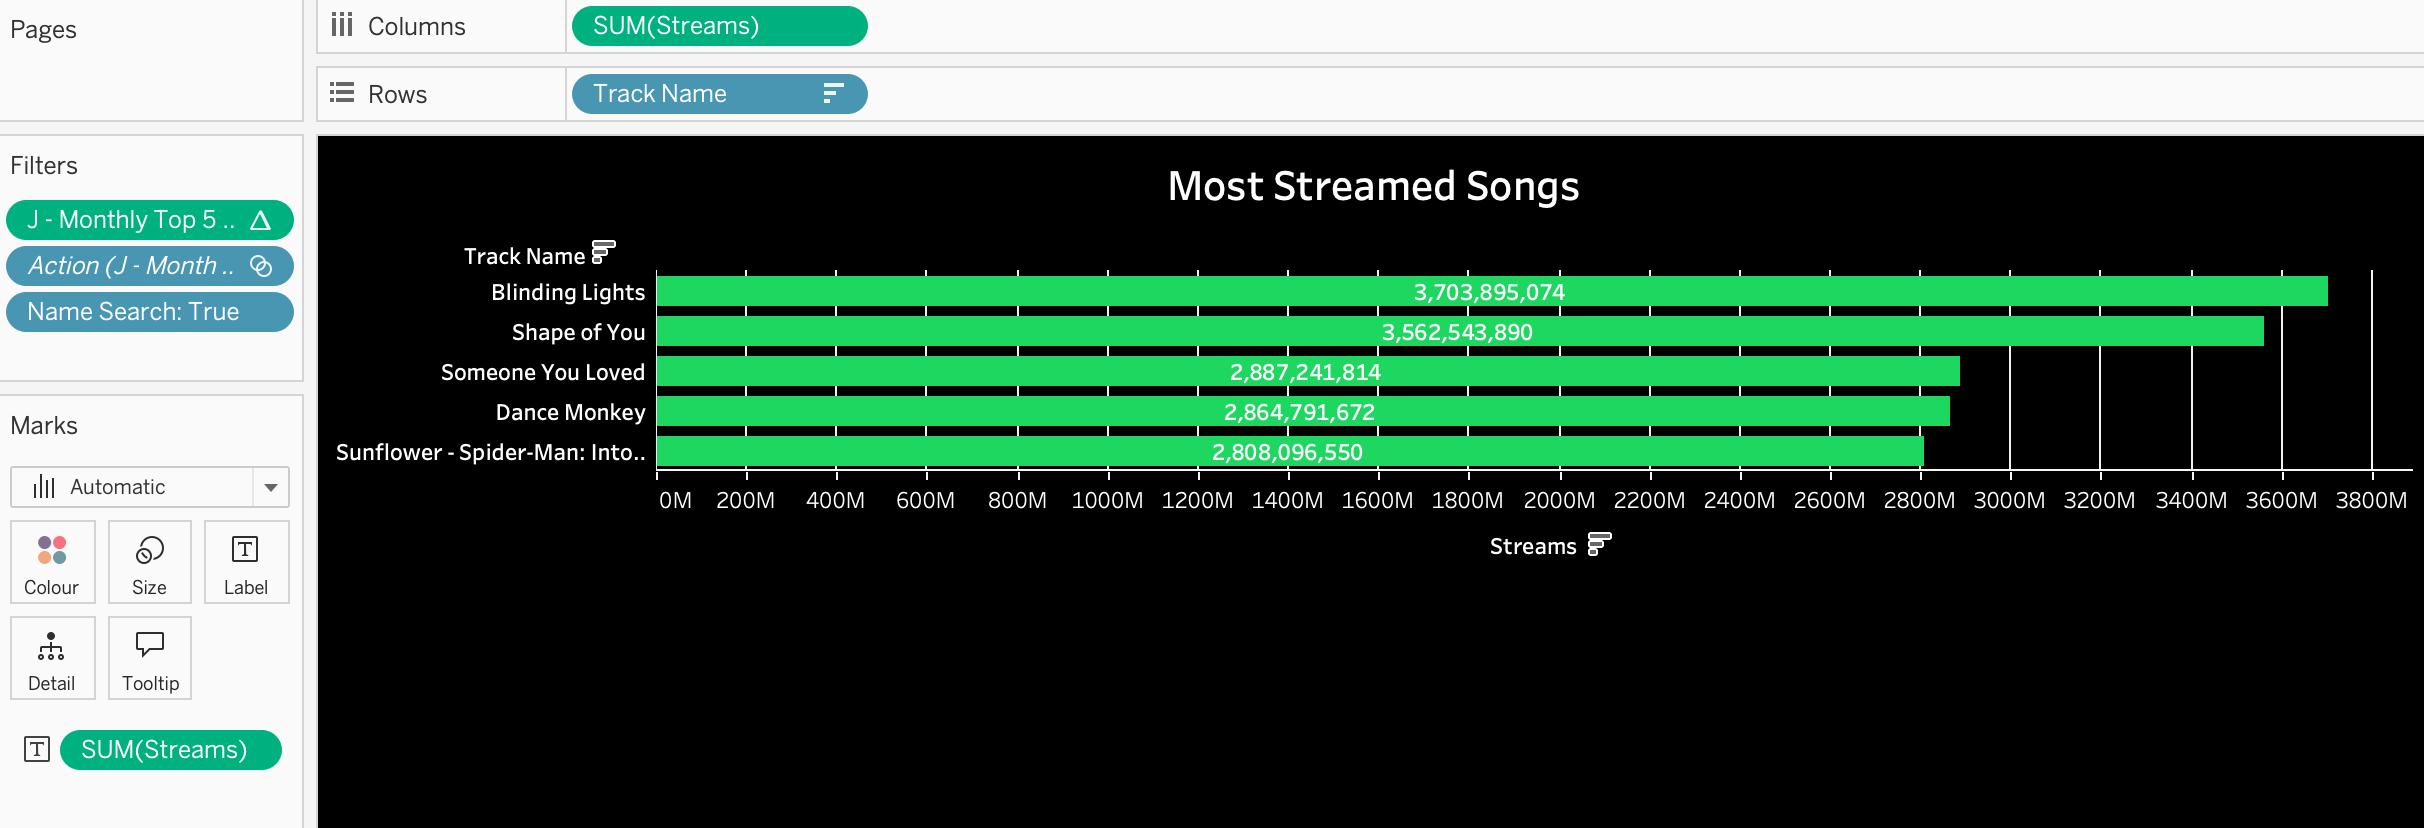 Pages
Columns
SUM(Streams)
Rows
Track Name
Filters
J - Monthly Top 5 ..
Action (J - Month ..
Name Search: True
Marks
Automatic
Colour
Size
Label
Detail
Tooltip
SUM(Streams)
Most Streamed Songs
Track Name
Blinding Lights 3,703,895,074
Shape of You 3,562,543,890
Someone You Loved 2,887,241,814
Dance Monkey 2,864,791,672
Sunflower - Spider-Man: Into.. 2,808,096,550
0M 200M 400M 600M 800M 1000M 1200M 1400M 1600M 1800M 2000M 2200M 2400M 2600M 2800M 3000M 3200M 3400M 3600M 3800M
Streams